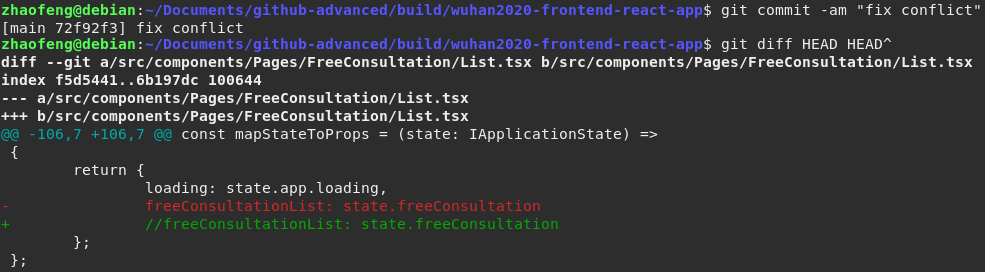 zhaofeng@debian:~/Documents/github-advanced/build/wuhan2020-frontend-react-app$ git commit -am "fix conflict"
[main 72f92f3] fix conflict
zhaofeng@debian:~/Documents/github-advanced/build/wuhan2020-frontend-react-app$ git diff HEAD HEAD^
diff --git a/src/components/Pages/FreeConsultation/List.tsx b/src/components/Pages/FreeConsultation/List.tsx
index f5d5441..6b197dc 100644
--- a/src/components/Pages/FreeConsultation/List.tsx
+++ b/src/components/Pages/FreeConsultation/List.tsx
@@ -106,7 +106,7 @@ const mapStateToProps = (state: IApplicationState) =>
 {
        return {
                loading: state.app.loading,
-               freeConsultationList: state.freeConsultation
+               //freeConsultationList: state.freeConsultation
        };
 };